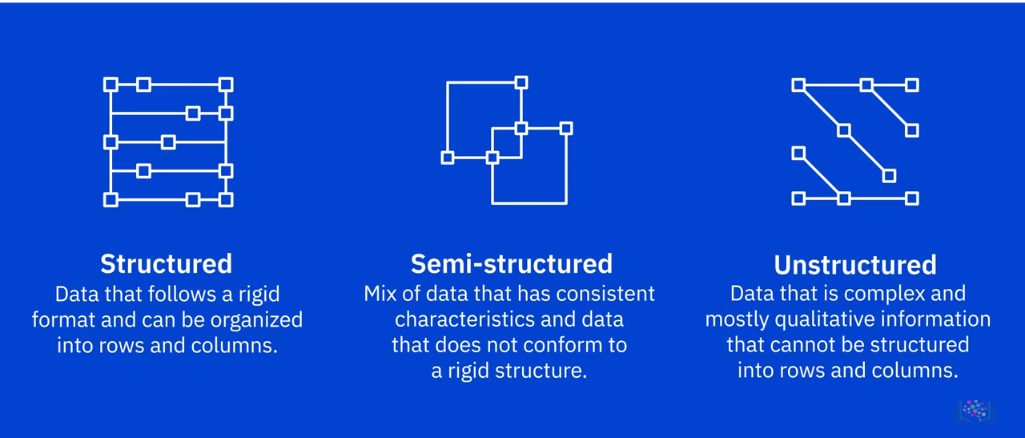 Structured
Data that follows a rigid
format and can be organized
into rows and columns.
Semi-structured
Mix of data that has consistent
characteristics and data
that does not conform to
a rigid structure.
Unstructured
Data that is complex and
mostly qualitative information
that cannot be structured
into rows and columns.